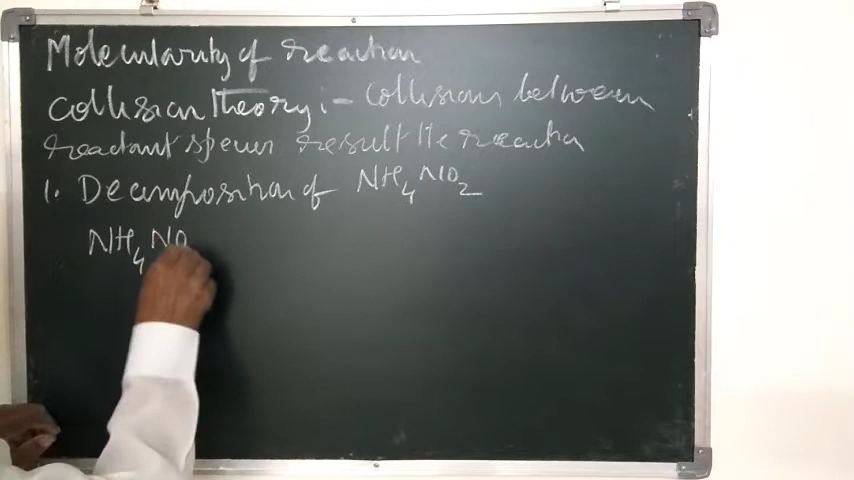 Molecularity of reaction
Collision Theory :- Collisions between
reactant species result the reaction
1. Decomposition of NH₄NO₂
NH₄NO